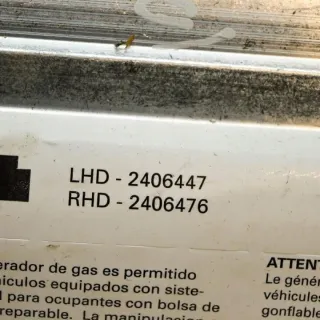 LHD - 2406447
RHD - 2406476
erador de gas es permitido
hículos equipados con siste-
l para ocupantes con bolsa de
reparable. La manipulación
ATTENT
Le génér
véhicules
gonflable